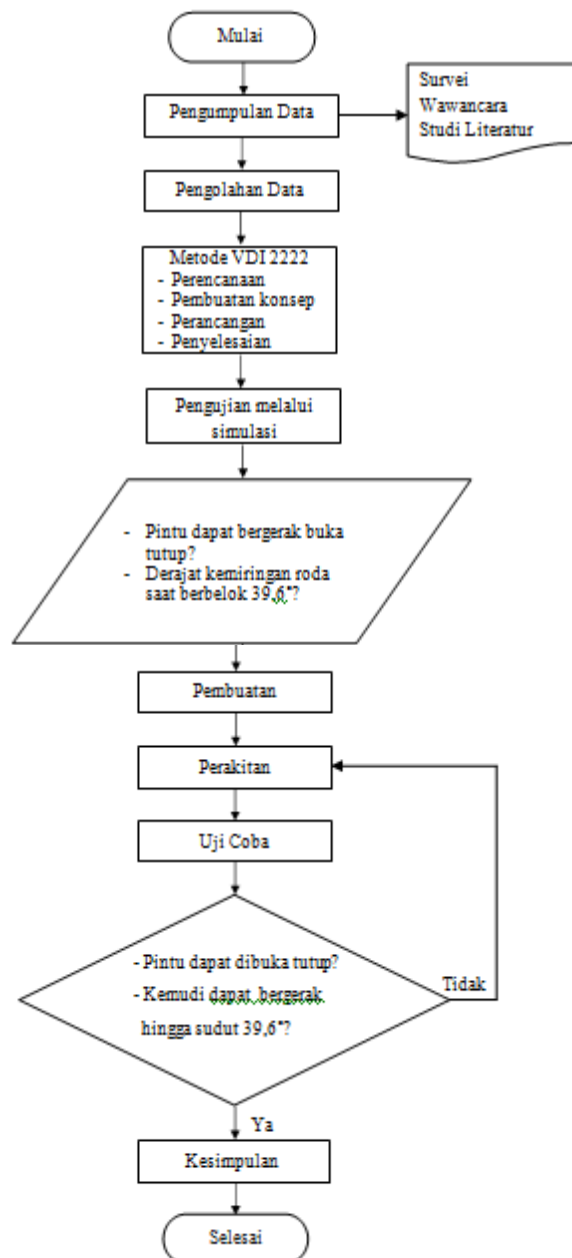 Mulai
Pengumpulan Data
Survei
Wawancara
Studi Literatur
Pengolahan Data
Metode VDI 2222
- Perencanaan
- Pembuatan konsep
- Perancangan
- Penyelesaian
Pengujian melalui
simulasi
- Pintu dapat bergerak buka
tutup?
- Derajat kemiringan roda
saat berbelok 39,6°?
Pembuatan
Perakitan
Uji Coba
- Pintu dapat dibuka tutup?
- Kemudi dapat bergerak
hingga sudut 39,6°?
Tidak
Ya
Kesimpulan
Selesai